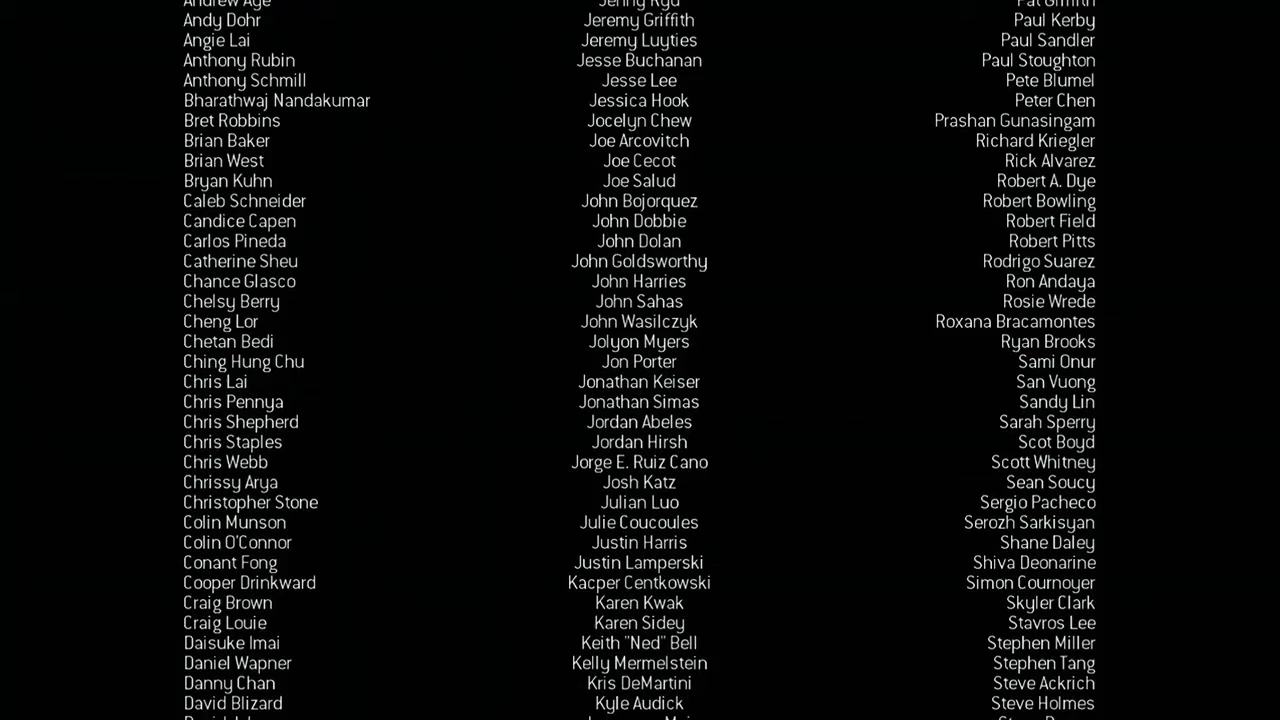 Andrew Aye
Andy Dohr
Angie Lai
Anthony Rubin
Anthony Schmill
Bharathwaj Nandakumar
Bret Robbins
Brian Baker
Brian West
Bryan Kuhn
Caleb Schneider
Candice Capen
Carlos Pineda
Catherine Sheu
Chance Glasco
Chelsy Berry
Cheng Lor
Chetan Bedi
Ching Hung Chu
Chris Lai
Chris Pennya
Chris Shepherd
Chris Staples
Chris Webb
Chrissy Arya
Christopher Stone
Colin Munson
Colin O'Connor
Conant Fong
Cooper Drinkward
Craig Brown
Craig Louie
Daisuke Imai
Daniel Wapner
Danny Chan
David Blizard
Jenny Ryu
Jeremy Griffith
Jeremy Luyties
Jesse Buchanan
Jesse Lee
Jessica Hook
Jocelyn Chew
Joe Arcovitch
Joe Cecot
Joe Salud
John Bojorquez
John Dobbie
John Dolan
John Goldsworthy
John Harries
John Sahas
John Wasilczyk
Jolyon Myers
Jon Porter
Jonathan Keiser
Jonathan Simas
Jordan Abeles
Jordan Hirsh
Jorge E. Ruiz Cano
Josh Katz
Julian Luo
Julie Coucoules
Justin Harris
Justin Lamperski
Kacper Centkowski
Karen Kwak
Karen Sidey
Keith "Ned" Bell
Kelly Mermelstein
Kris DeMartini
Kyle Audick
Pat Griffith
Paul Kerby
Paul Sandler
Paul Stoughton
Pete Blumel
Peter Chen
Prashan Gunasingam
Richard Kriegler
Rick Alvarez
Robert A. Dye
Robert Bowling
Robert Field
Robert Pitts
Rodrigo Suarez
Ron Andaya
Rosie Wrede
Roxana Bracamontes
Ryan Brooks
Sami Onur
San Vuong
Sandy Lin
Sarah Sperry
Scot Boyd
Scott Whitney
Sean Soucy
Sergio Pacheco
Serozh Sarkisyan
Shane Daley
Shiva Deonarine
Simon Cournoyer
Skyler Clark
Stavros Lee
Stephen Miller
Stephen Tang
Steve Ackrich
Steve Holmes